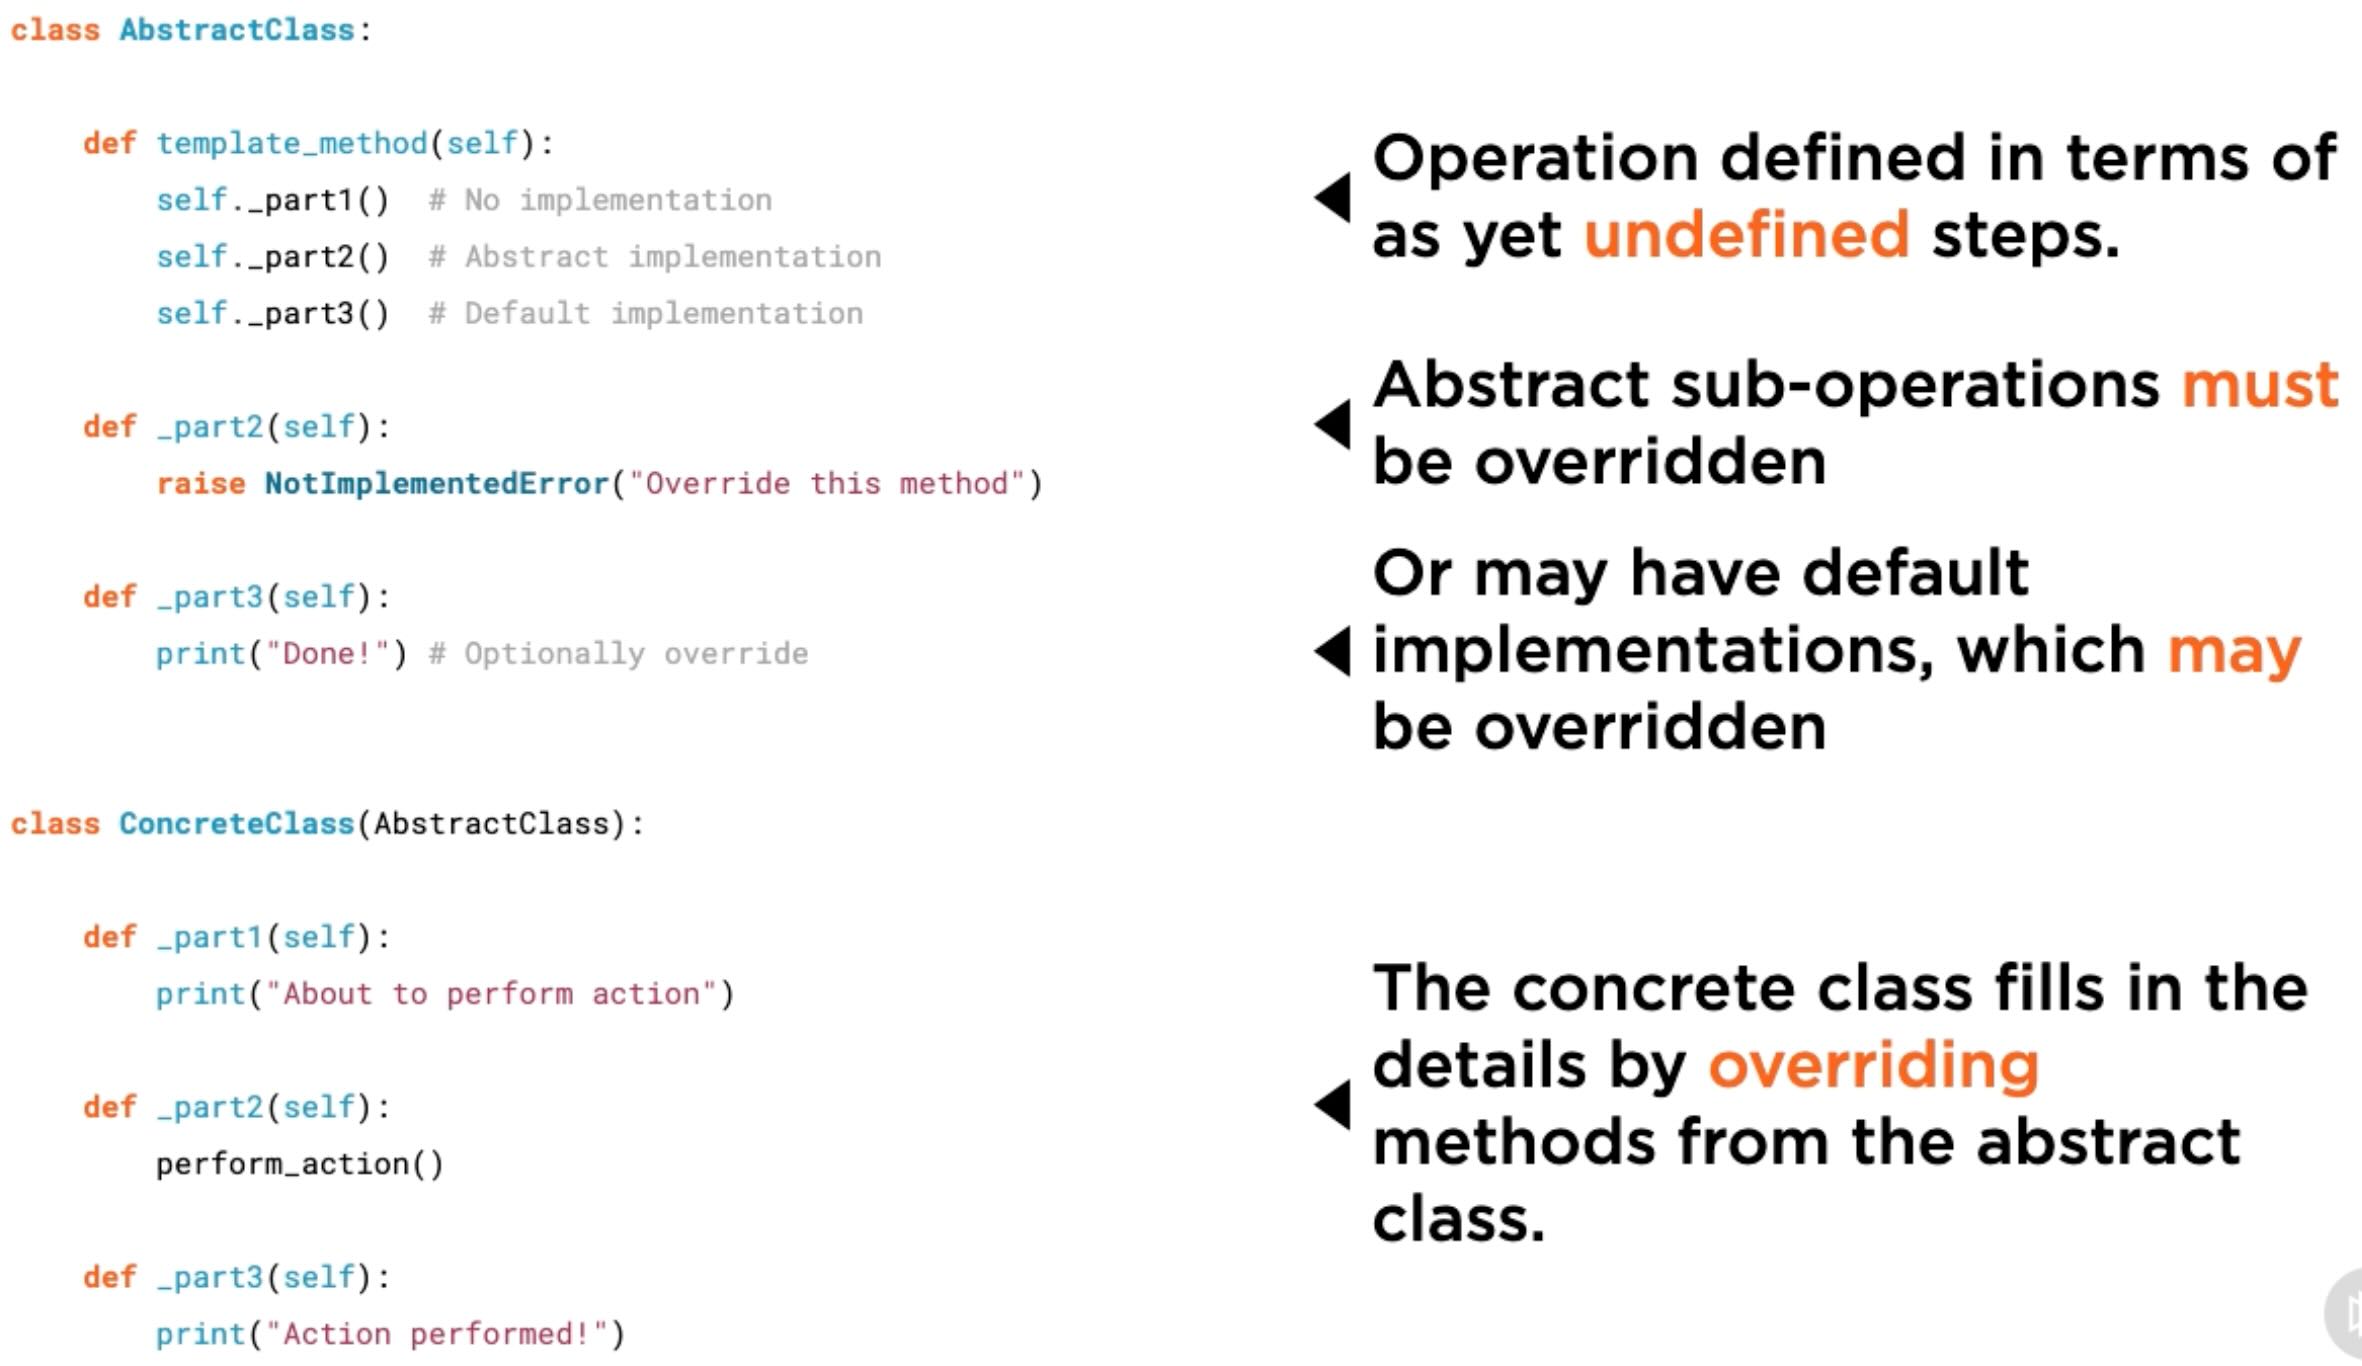 class AbstractClass:
def template_method(self):
self._part1()  # No implementation
self._part2()  # Abstract implementation
self._part3()  # Default implementation
def _part2(self):
raise NotImplementedError("Override this method")
def _part3(self):
print("Done!") # Optionally override
class ConcreteClass(AbstractClass):
def _part1(self):
print("About to perform action")
def _part2(self):
perform_action()
def _part3(self):
print("Action performed!")
Operation defined in terms of
as yet undefined steps.
Abstract sub-operations must
be overridden
Or may have default
implementations, which may
be overridden
The concrete class fills in the
details by overriding
methods from the abstract
class.